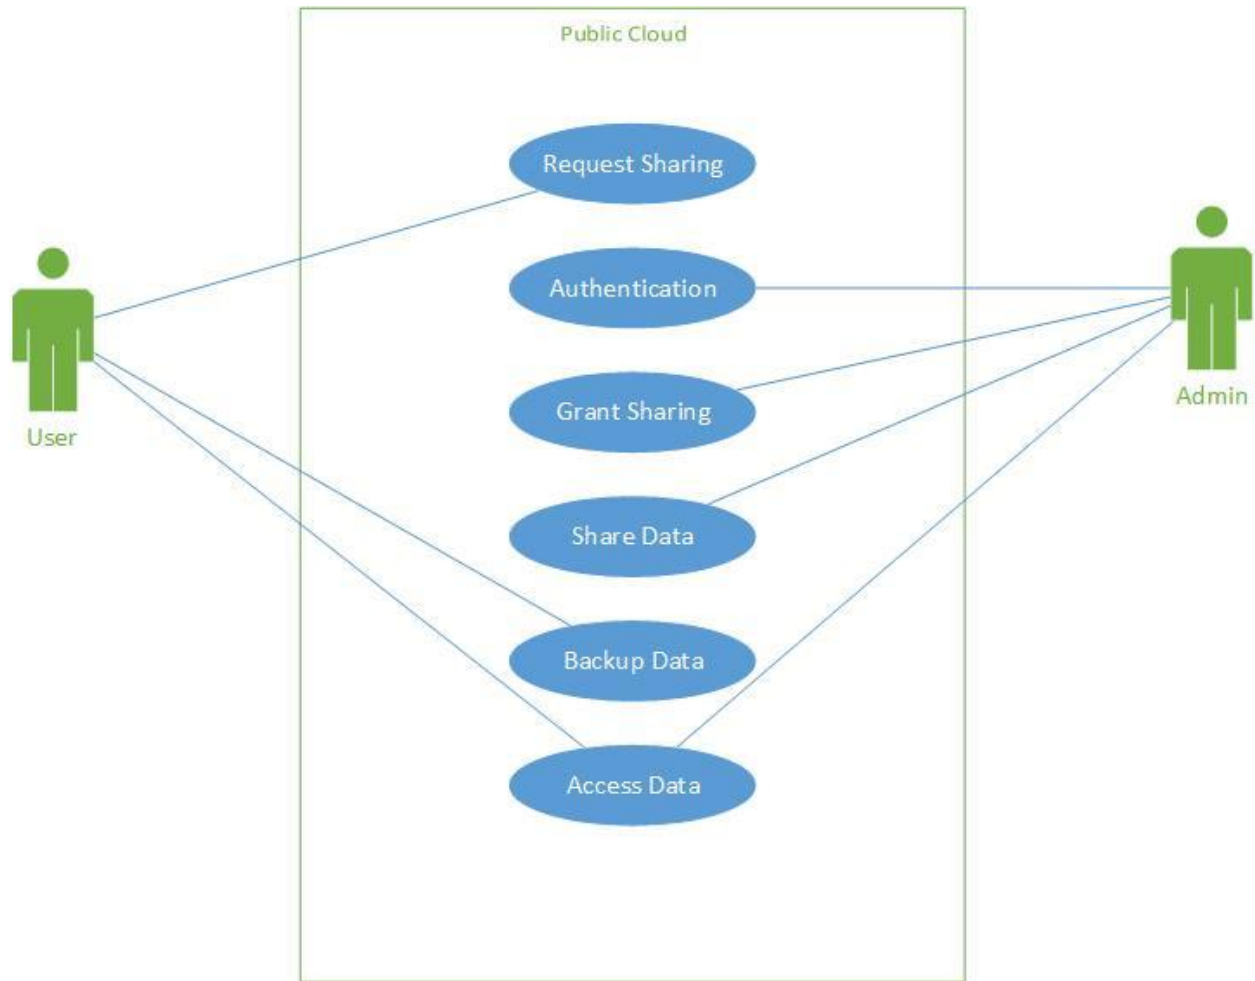 Public Cloud
Request Sharing
Authentication
Grant Sharing
Admin
User
Share Data
Backup Data
Access Data